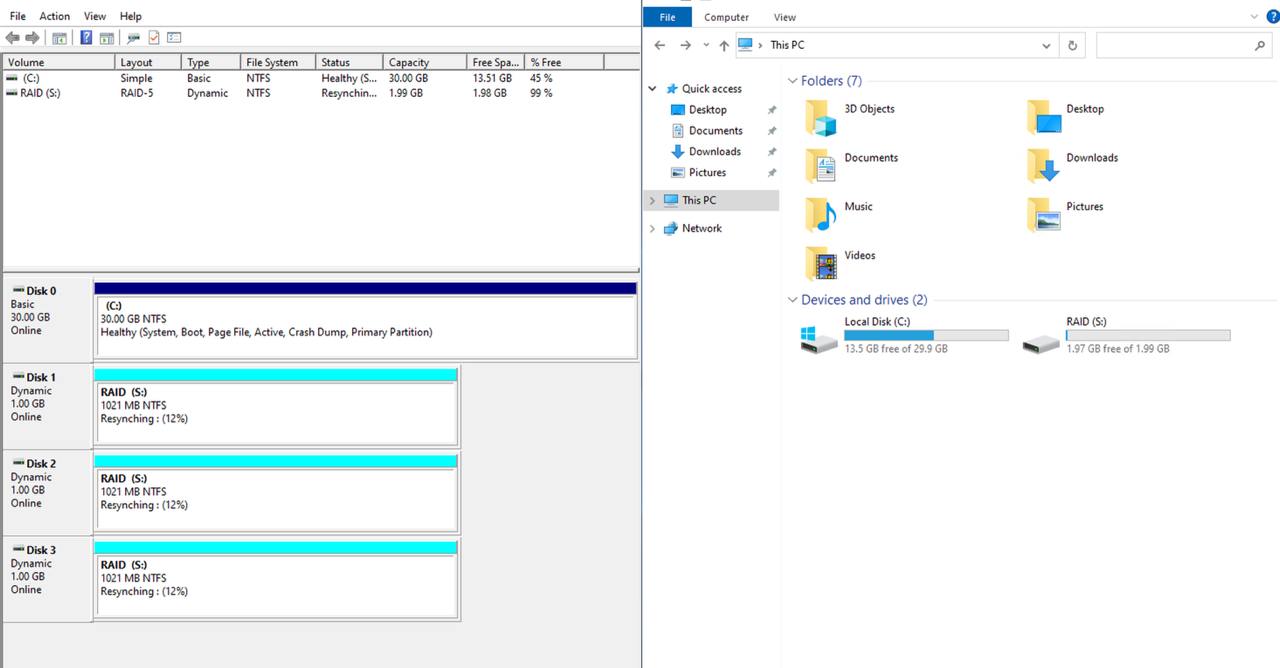 File Action View Help
Volume Layout Type File System Status Capacity Free Spa... % Free
(C:) Simple Basic NTFS Healthy (S... 30.00 GB 13.51 GB 45 %
RAID (S:) RAID-5 Dynamic NTFS Resynchin... 1.99 GB 1.98 GB 99 %
Disk 0
Basic
30.00 GB
Online
(C:)
30.00 GB NTFS
Healthy (System, Boot, Page File, Active, Crash Dump, Primary Partition)
Disk 1
Dynamic
1.00 GB
Online
RAID (S:)
1021 MB NTFS
Resynching : (12%)
Disk 2
Dynamic
1.00 GB
Online
RAID (S:)
1021 MB NTFS
Resynching : (12%)
Disk 3
Dynamic
1.00 GB
Online
RAID (S:)
1021 MB NTFS
Resynching : (12%)
File Computer View
This PC
Quick access
Desktop
Documents
Downloads
Pictures
This PC
Network
Folders (7)
3D Objects Desktop
Documents Downloads
Music Pictures
Videos
Devices and drives (2)
Local Disk (C:) RAID (S:)
13.5 GB free of 29.9 GB 1.97 GB free of 1.99 GB